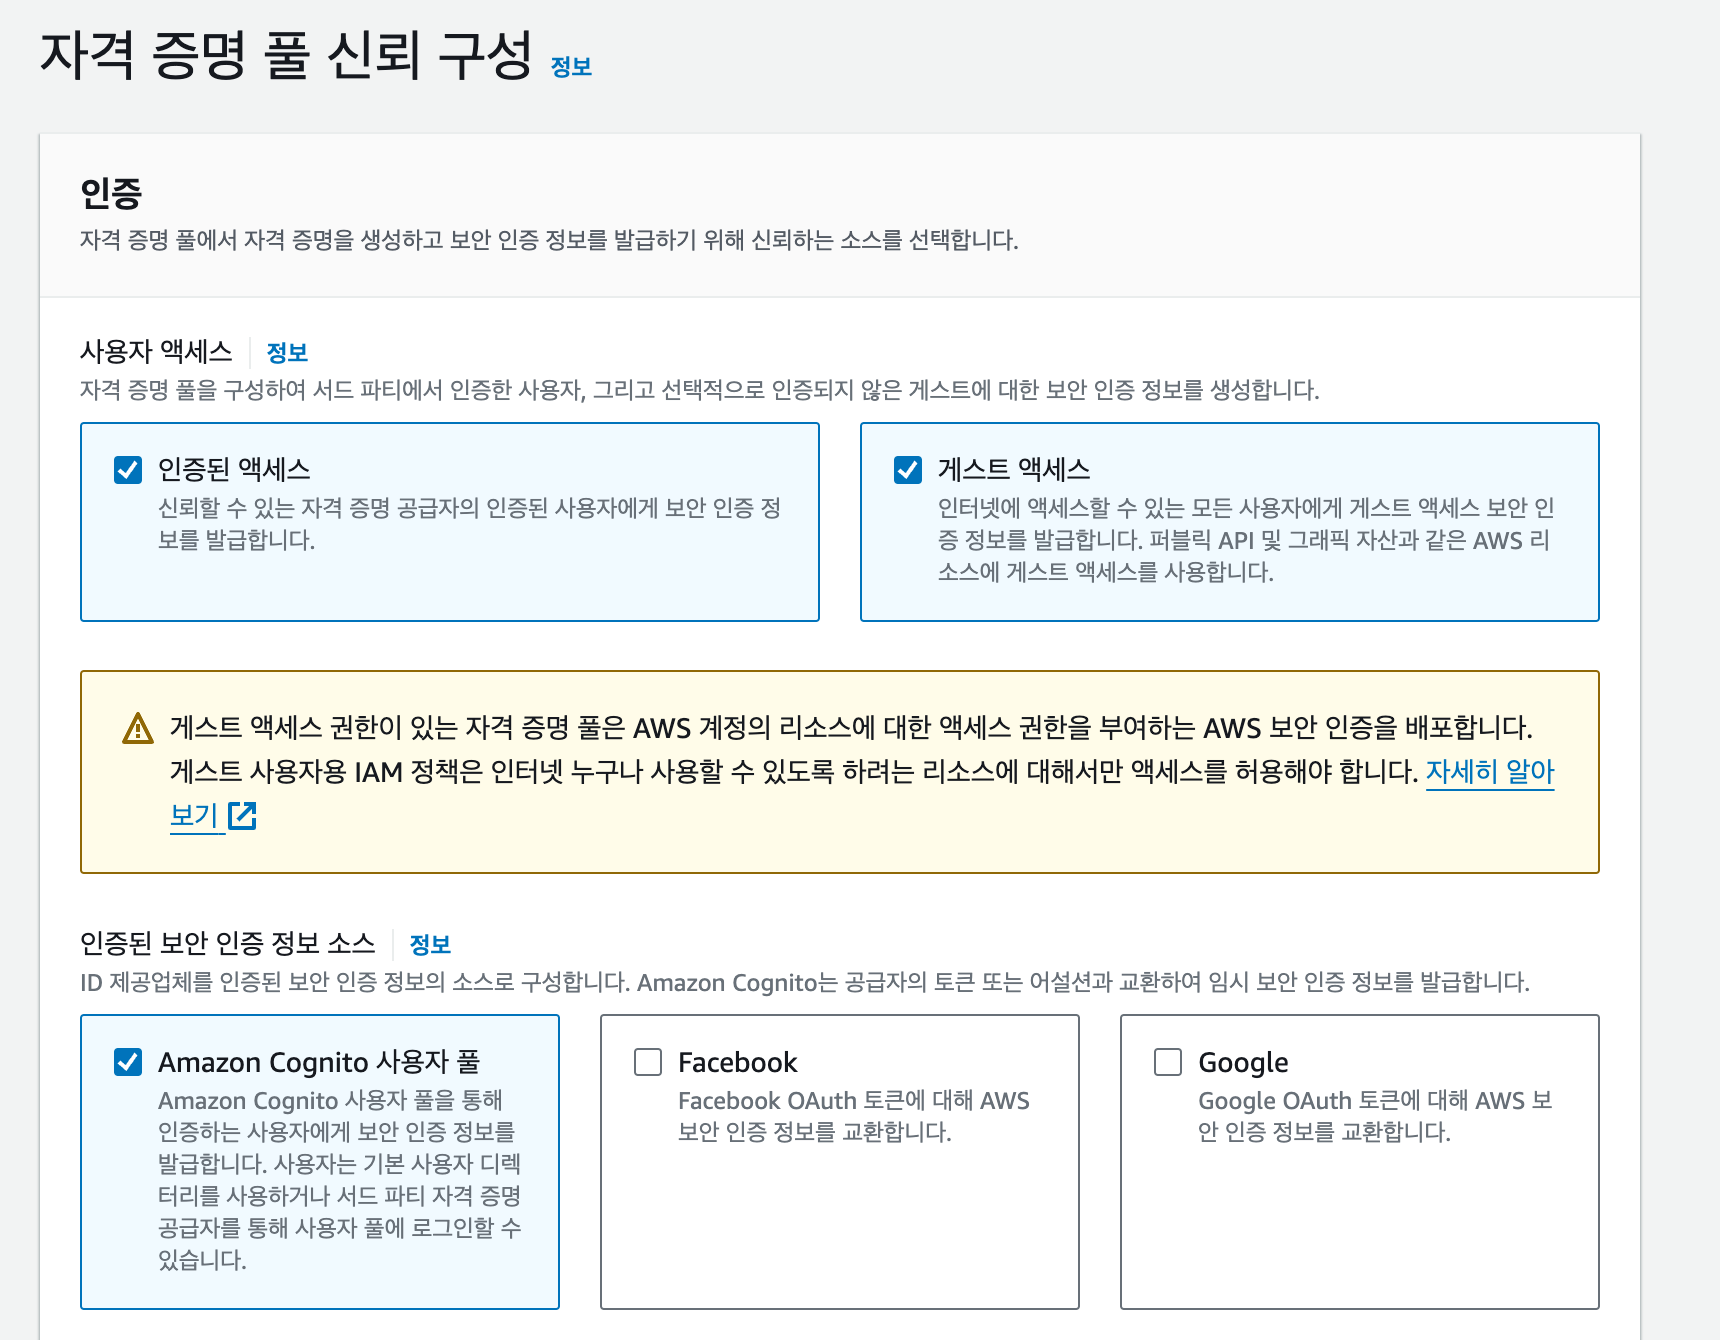 자격 증명 풀 신뢰 구성 정보
인증
자격 증명 풀에서 자격 증명을 생성하고 보안 인증 정보를 발급하기 위해 신뢰하는 소스를 선택합니다.
사용자 액세스 정보
자격 증명 풀을 구성하여 서드 파티에서 인증한 사용자, 그리고 선택적으로 인증되지 않은 게스트에 대한 보안 인증 정보를 생성합니다.
인증된 액세스
신뢰할 수 있는 자격 증명 공급자의 인증된 사용자에게 보안 인증 정
보를 발급합니다.
게스트 액세스
인터넷에 액세스할 수 있는 모든 사용자에게 게스트 액세스 보안 인
증 정보를 발급합니다. 퍼블릭 API 및 그래픽 자산과 같은 AWS 리
소스에 게스트 액세스를 사용합니다.
게스트 액세스 권한이 있는 자격 증명 풀은 AWS 계정의 리소스에 대한 액세스 권한을 부여하는 AWS 보안 인증을 배포합니다.
게스트 사용자용 IAM 정책은 인터넷 누구나 사용할 수 있도록 하려는 리소스에 대해서만 액세스를 허용해야 합니다. 자세히 알아
보기
인증된 보안 인증 정보 소스 정보
ID 제공업체를 인증된 보안 인증 정보의 소스로 구성합니다. Amazon Cognito는 공급자의 토큰 또는 어설션과 교환하여 임시 보안 인증 정보를 발급합니다.
Amazon Cognito 사용자 풀
Amazon Cognito 사용자 풀을 통해
인증하는 사용자에게 보안 인증 정보를
발급합니다. 사용자는 기본 사용자 디렉
터리를 사용하거나 서드 파티 자격 증명
공급자를 통해 사용자 풀에 로그인할 수
있습니다.
Facebook
Facebook OAuth 토큰에 대해 AWS
보안 인증 정보를 교환합니다.
Google
Google OAuth 토큰에 대해 AWS 보
안 인증 정보를 교환합니다.